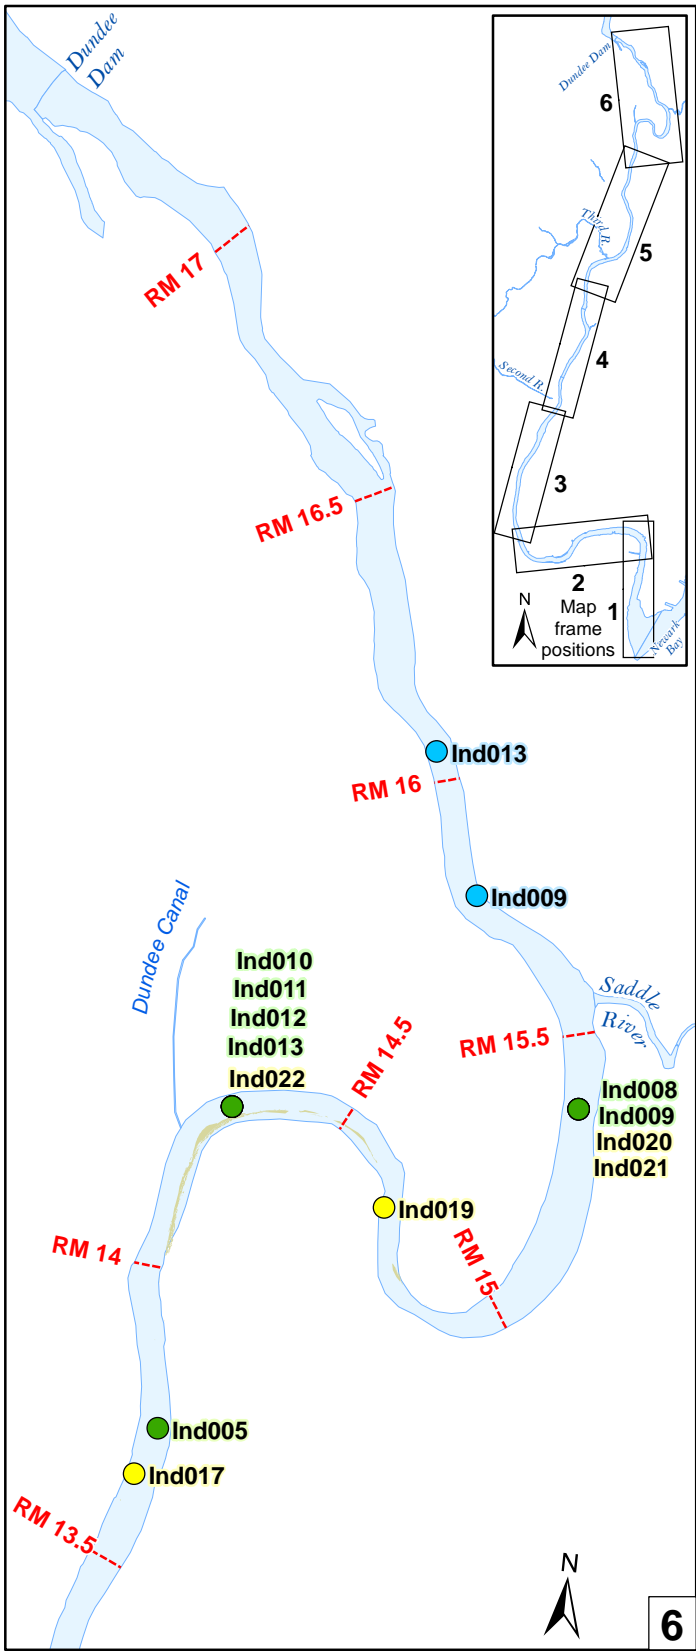 Dundee
Dam
RM 17
RM 16.5
Ind013
RM 16
Ind009
Dundee Canal
Saddle
River
Ind010
Ind011
Ind012
Ind013
Ind022
RM 14.5
RM 15.5
Ind008
Ind009
Ind020
Ind021
Ind019
RM 14
RM 15
Ind005
Ind017
RM 13.5
N
6
Dundee Dam
6
Third R.
5
4
Second R.
3
2
1
N
Map
frame
positions
Newark
Bay